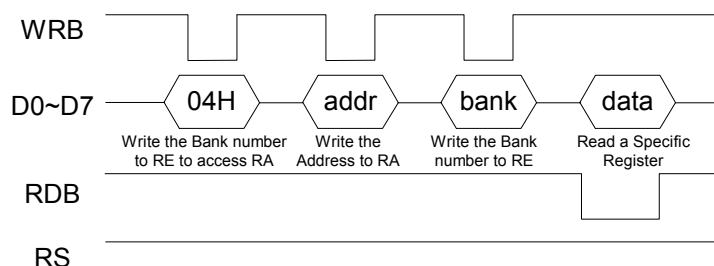 WRB
D0~D7
04H
addr
bank
data
Write the Bank number
to RE to access RA
Write the
Address to RA
Write the Bank
number to RE
Read a Specific
Register
RDB
RS